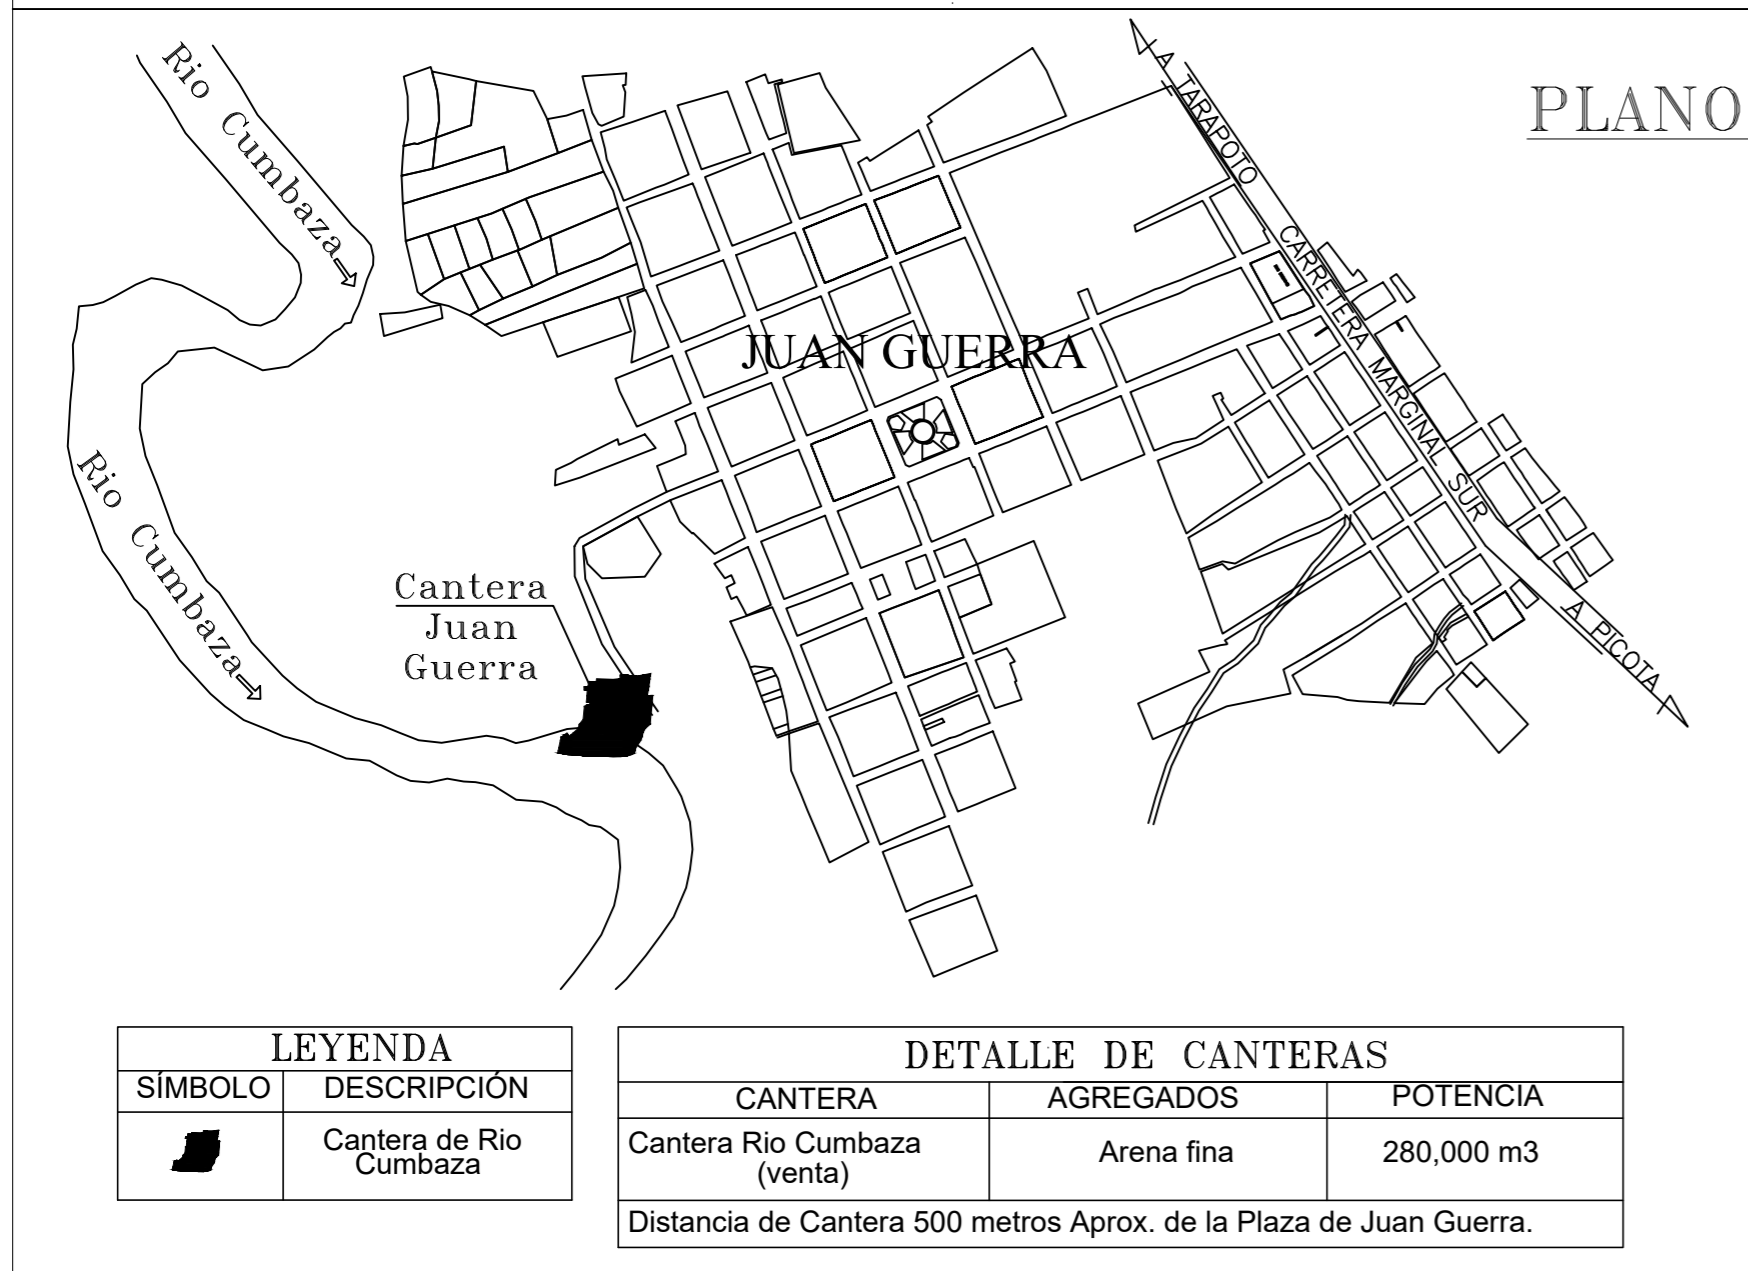 PLANO
Rio Cumbaza
A TARAPOTO
CARRETERA MARGINAL SUR
JUAN GUERRA
Rio Cumbaza
Cantera
Juan
Guerra
A PICOTA
LEYENDA
SÍMBOLO DESCRIPCIÓN
Cantera de Rio
Cumbaza
DETALLE DE CANTERAS
CANTERA AGREGADOS POTENCIA
Cantera Rio Cumbaza
(venta)
Arena fina
280,000 m3
Distancia de Cantera 500 metros Aprox. de la Plaza de Juan Guerra.